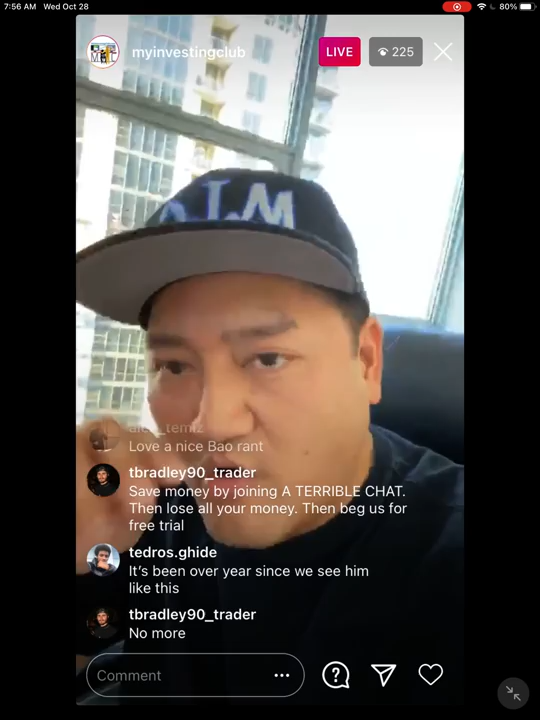 7:56 AM Wed Oct 28
80%
myinvestingclub
LIVE
225
Love a nice Bao rant
tbradley90_trader
Save money by joining A TERRIBLE CHAT.
Then lose all your money. Then beg us for
free trial
tedros.ghide
It's been over year since we see him
like this
tbradley90_trader
No more
Comment